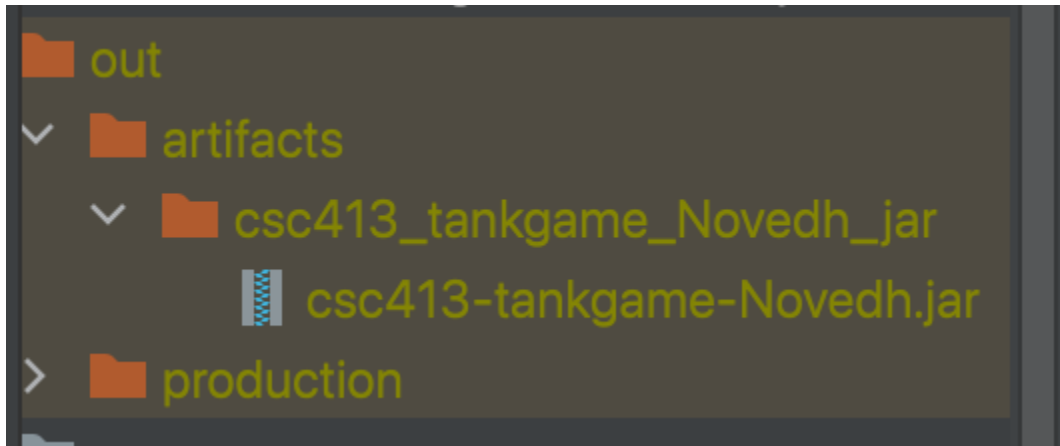 out
artifacts
csc413_tankgame_Novedh_jar
csc413-tankgame-Novedh.jar
production